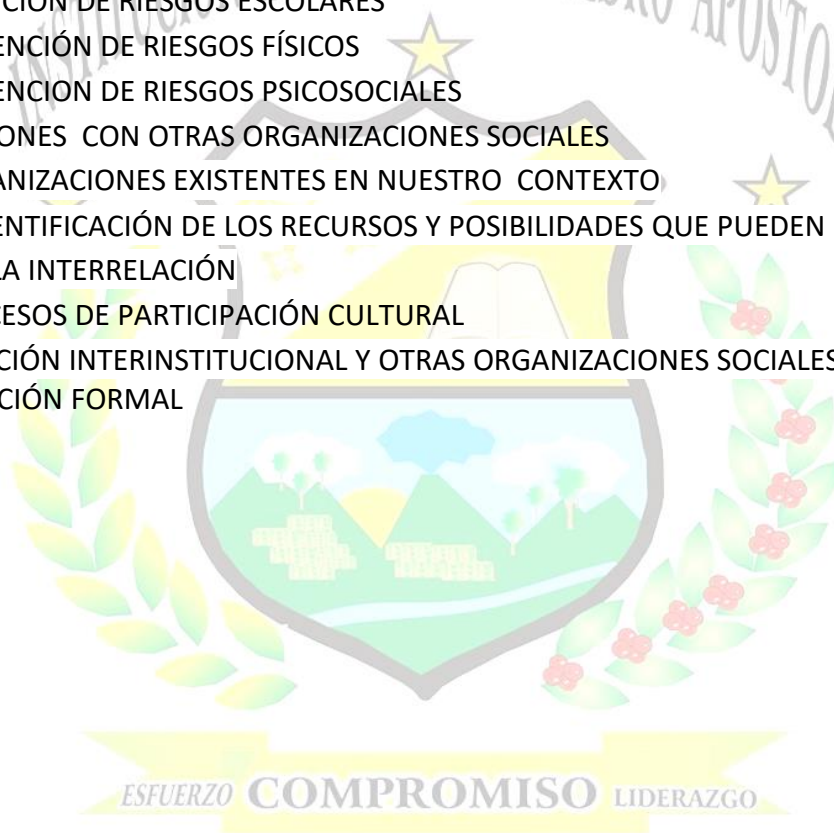 CIÓN DE RIESGOS ESCOLARES
ENCIÓN DE RIESGOS FÍSICOS
ENCION DE RIESGOS PSICOSOCIALES
ONES CON OTRAS ORGANIZACIONES SOCIALES
ANIZACIONES EXISTENTES EN NUESTRO CONTEXTO
ENTIFICACIÓN DE LOS RECURSOS Y POSIBILIDADES QUE PUEDEN
LA INTERRELACIÓN
ESOS DE PARTICIPACIÓN CULTURAL
CIÓN INTERINSTITUCIONAL Y OTRAS ORGANIZACIONES SOCIALES
CIÓN FORMAL
ESFUERZO COMPROMISO LIDERAZGO